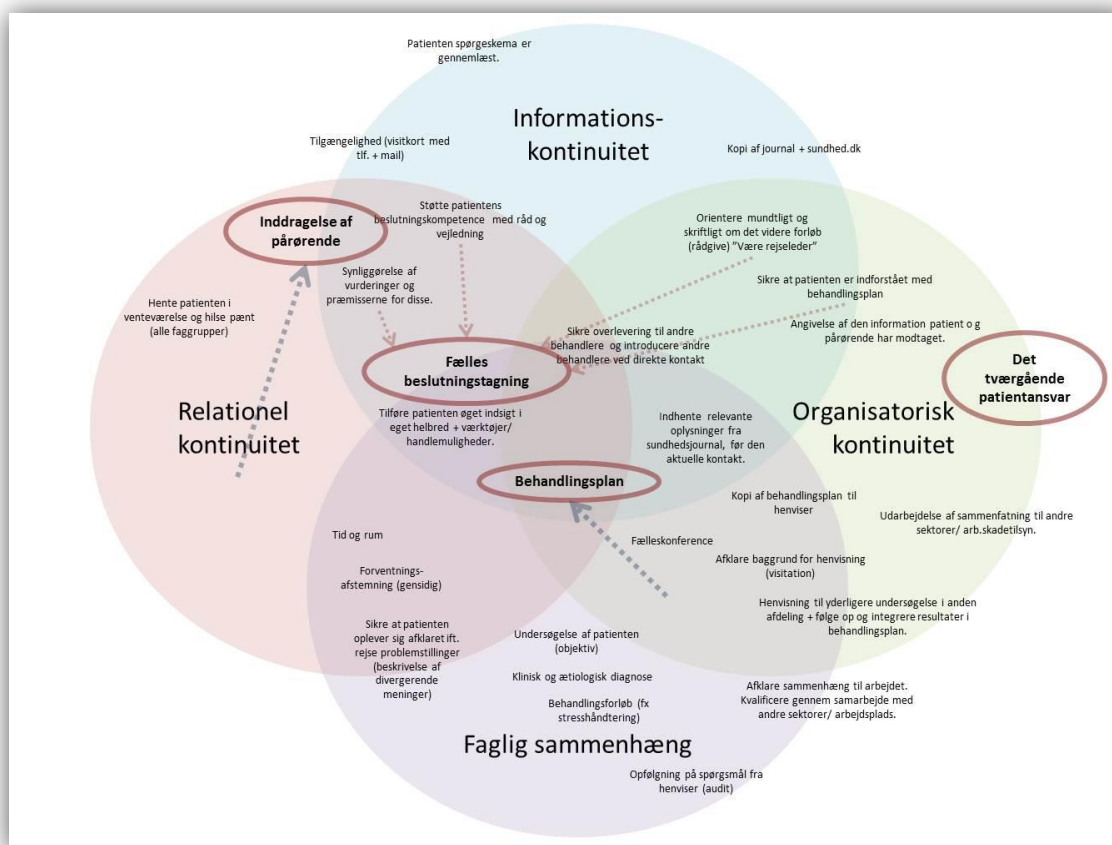 Patienten spørgeskema er
gennemlæst.
Informations-
kontinuitet
Tilgængelighed (visitkort med
tlf. + mail)
Kopi af journal + sundhed.dk
Inddragelse af
pårørende
Støtte patientens
beslutningskompetence med råd og
vejledning
Orientere mundtligt og
skriftligt om det videre forløb
(rådgive) ”Være rejseleder”
Synliggørelse af
vurderinger og
præmisserne for disse.
Sikre at patienten er indforstået med
behandlingsplan
Hente patienten i
venteværelse og hilse pænt
(alle faggrupper)
Sikre overlevering til andre
behandlere og introducere andre
behandlere ved direkte kontakt
Angivelse af den information patient o g
pårørende har modtaget.
Fælles
beslutningstagning
Det
tværgående
patientansvar
Relationel
kontinuitet
Tilføre patienten øget indsigt i
eget helbred + værktøjer/
handlemuligheder.
Indhente relevante
oplysninger fra
sundhedsjournal, før den
aktuelle kontakt.
Organisatorisk
kontinuitet
Behandlingsplan
Kopi af behandlingsplan til
henviser
Udarbejdelse af sammenfatning til andre
sektorer/ arb.skadetilsyn.
Tid og rum
Fælleskonference
Afklare baggrund for henvisning
(visitation)
Forventnings-
afstemning (gensidig)
Henvisning til yderligere undersøgelse i anden
afdeling + følge op og integrere resultater i
behandlingsplan.
Sikre at patienten
oplever sig afklaret ift.
rejse problemstillinger
(beskrivelse af
divergerende
meninger)
Undersøgelse af patienten
(objektiv)
Klinisk og ætiologisk diagnose
Behandlingsforløb (fx
stresshåndtering)
Afklare sammenhæng til arbejdet.
Kvalificere gennem samarbejde med
andre sektorer/ arbejdsplads.
Faglig sammenhæng
Opfølgning på spørgsmål fra
henviser (audit)